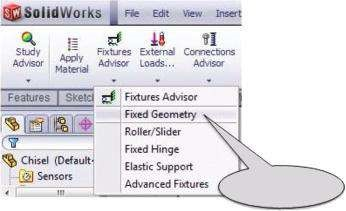 SolidWorks File Edit View Insert
Study Advisor
Apply Material
Fixtures Advisor
External Loads...
Connections Advisor
Features Sketc
Fixtures Advisor
Fixed Geometry
Roller/Slider
Fixed Hinge
Elastic Support
Advanced Fixtures
Chisel (Default
Sensors